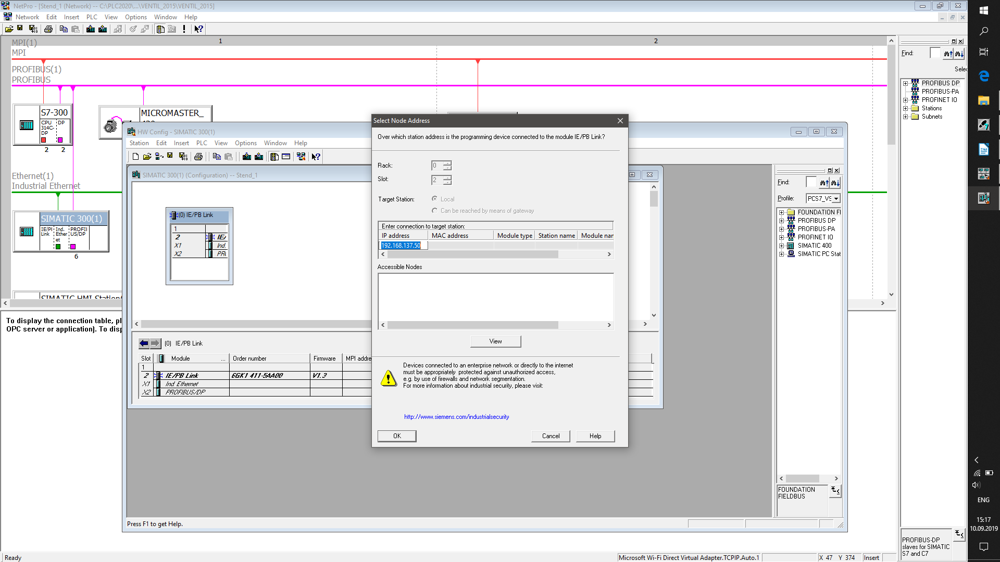 NetPro - [Stend_1 (Network) -- C:\PLC2020\...\VENTIL_2015\VENTIL_2015]
Network Edit Insert PLC View Options Window Help
1 2
MPI(1)
MPI
PROFIBUS(1)
PROFIBUS
S7-300
CPU 314C-DP
DP
2 2
MICROMASTER_
Ethernet(1)
Industrial Ethernet
SIMATIC 300(1)
IE/PI Link
Ind. Ether et
PROFII US/DP
6
SIMATIC HMI Station(
To display the connection table, pl
OPC server or application). To disp
HW Config - SIMATIC 300(1)
Station Edit Insert PLC View Options Window Help
SIMATIC 300(1) (Configuration) -- Stend_1
(0) IE/PB Link
1
2 IE/
X1 Ind.
X2 PR(
(0) IE/PB Link
Slot Module ... Order number Firmware MPI addre
1
2 IE/PB Link 6GK1 411-5AA00 V1.3
X1 Ind. Ethernet
X2 PROFIBUS/DP
Press F1 to get Help.
Select Node Address
Over which station address is the programming device connected to the module IE/PB Link?
Rack: 0
Slot: 2
Target Station: Local
Can be reached by means of gateway
Enter connection to target station:
IP address MAC address Module type Station name Module nar
192.168.137.50
Accessible Nodes
View
Devices connected to an enterprise network or directly to the internet
must be appropriately protected against unauthorized access,
e.g. by use of firewalls and network segmentation.
For more information about industrial security, please visit:
http://www.siemens.com/industrialsecurity
OK Cancel Help
Find:
Profile: PCS7_VS
FOUNDATION FI
PROFIBUS DP
PROFIBUS-PA
PROFINET IO
SIMATIC 400
SIMATIC PC Stat
FOUNDATION
FIELDBUS
Find:
Selec
PROFIBUS DP
PROFIBUS-PA
PROFINET IO
Stations
Subnets
PROFIBUS-DP
slaves for SIMATIC
S7 and C7
ENG
15:17
10.09.2019
Ready
Microsoft Wi-Fi Direct Virtual Adapter.TCPIP.Auto.1
X 47 Y 374 Insert